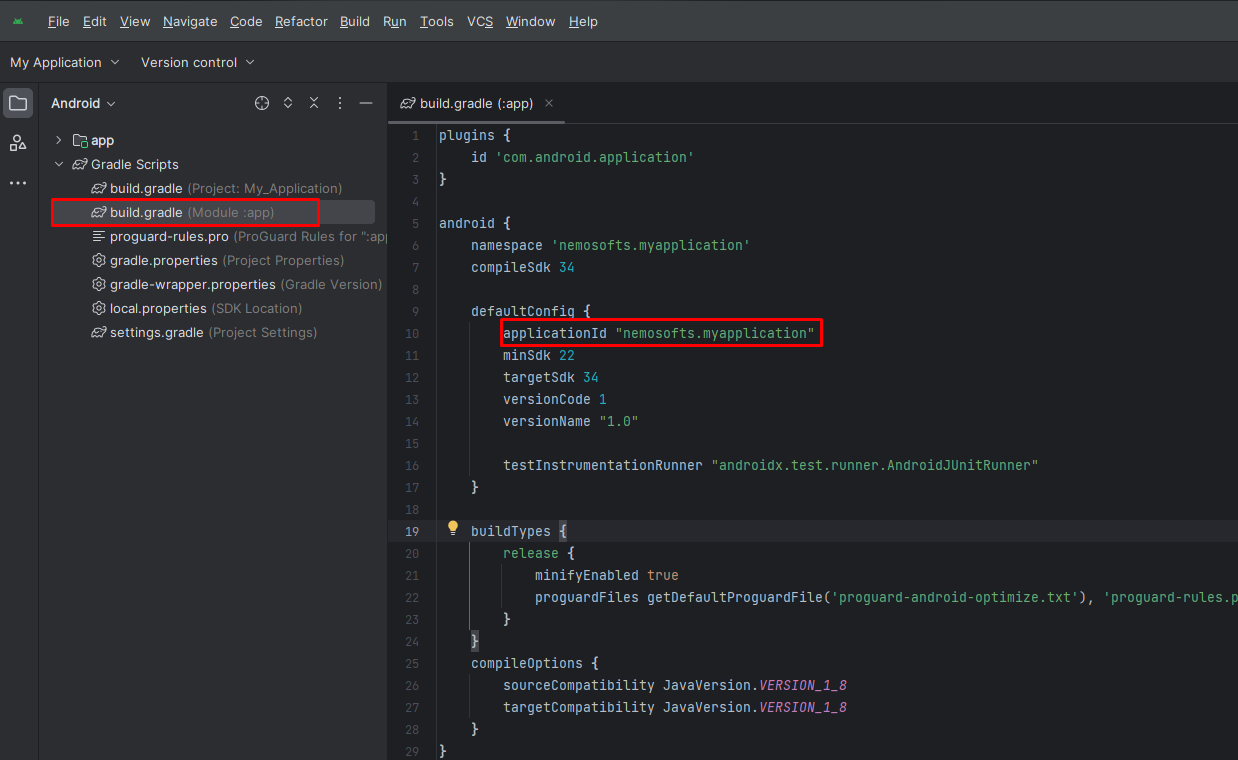 File Edit View Navigate Code Refactor Build Run Tools VCS Window Help
My Application Version control
Android
build.gradle (:app)
app
Gradle Scripts
build.gradle (Project: My_Application)
build.gradle (Module :app)
proguard-rules.pro (ProGuard Rules for ":app
gradle.properties (Project Properties)
gradle-wrapper.properties (Gradle Version)
local.properties (SDK Location)
settings.gradle (Project Settings)
1 plugins {
2 id 'com.android.application'
3 }
4
5 android {
6 namespace 'nemosofts.myapplication'
7 compileSdk 34
8
9 defaultConfig {
10 applicationId "nemosofts.myapplication"
11 minSdk 22
12 targetSdk 34
13 versionCode 1
14 versionName "1.0"
15
16 testInstrumentationRunner "androidx.test.runner.AndroidJUnitRunner"
17 }
18
19 buildTypes {
20 release {
21 minifyEnabled true
22 proguardFiles getDefaultProguardFile('proguard-android-optimize.txt'), 'proguard-rules.p
23 }
24 }
25 compileOptions {
26 sourceCompatibility JavaVersion.VERSION_1_8
27 targetCompatibility JavaVersion.VERSION_1_8
28 }
29 }